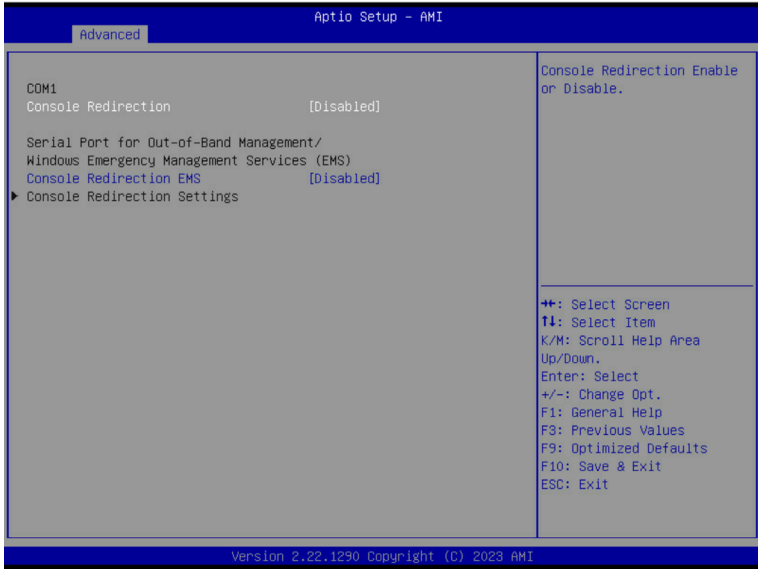 Aptio Setup - AMI
Advanced
COM1
Console Redirection [Disabled]
Serial Port for Out-of-Band Management/
Windows Emergency Management Services (EMS)
Console Redirection EMS [Disabled]
Console Redirection Settings
Console Redirection Enable
or Disable.
→←: Select Screen
↑↓: Select Item
K/M: Scroll Help Area
Up/Down.
Enter: Select
+/-: Change Opt.
F1: General Help
F3: Previous Values
F9: Optimized Defaults
F10: Save & Exit
ESC: Exit
Version 2.22.1290 Copyright (C) 2023 AMI